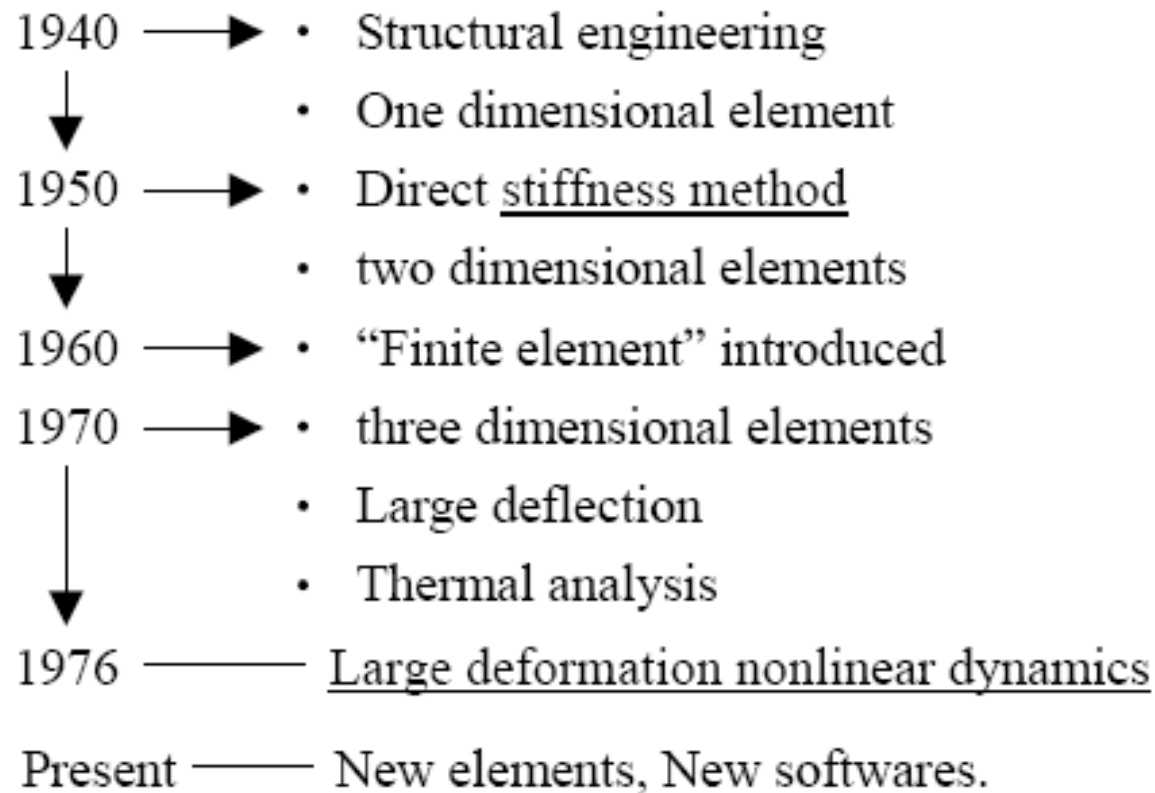 1940 • Structural engineering
• One dimensional element
1950 • Direct stiffness method
• two dimensional elements
1960 • “Finite element” introduced
1970 • three dimensional elements
• Large deflection
• Thermal analysis
1976 Large deformation nonlinear dynamics
Present New elements, New softwares.